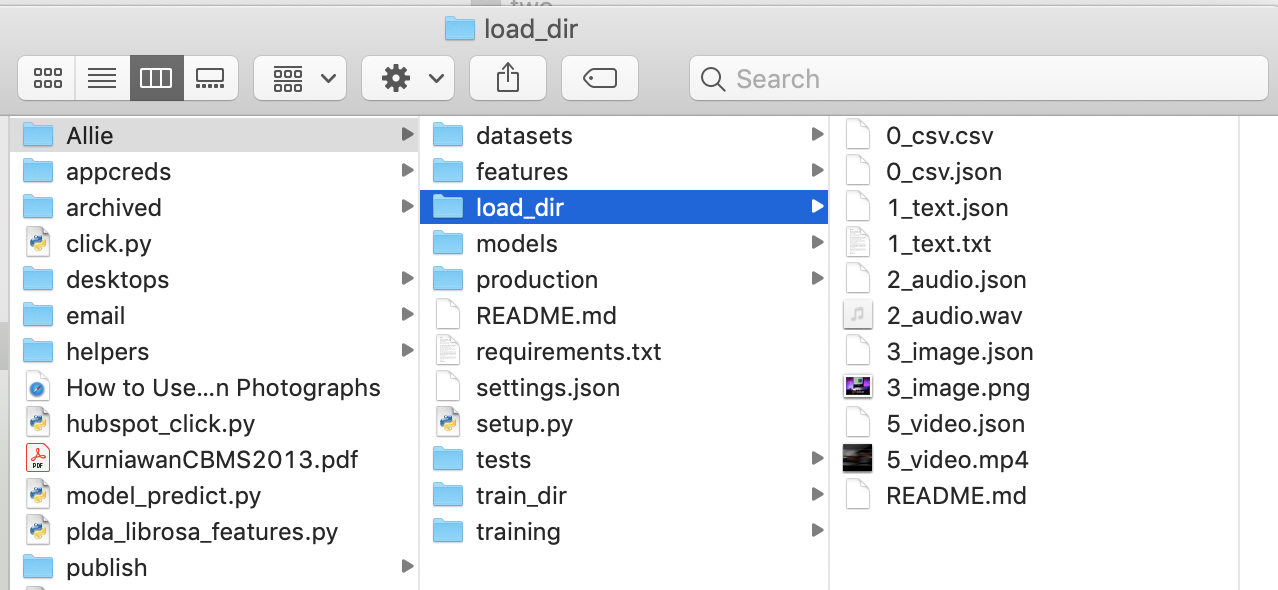 two
load_dir
Search
Allie
appcreds
archived
click.py
desktops
email
helpers
How to Use...n Photographs
hubspot_click.py
KurniawanCBMS2013.pdf
model_predict.py
plda_librosa_features.py
publish
datasets
features
load_dir
models
production
README.md
requirements.txt
settings.json
setup.py
tests
train_dir
training
0_csv.csv
0_csv.json
1_text.json
1_text.txt
2_audio.json
2_audio.wav
3_image.json
3_image.png
5_video.json
5_video.mp4
README.md